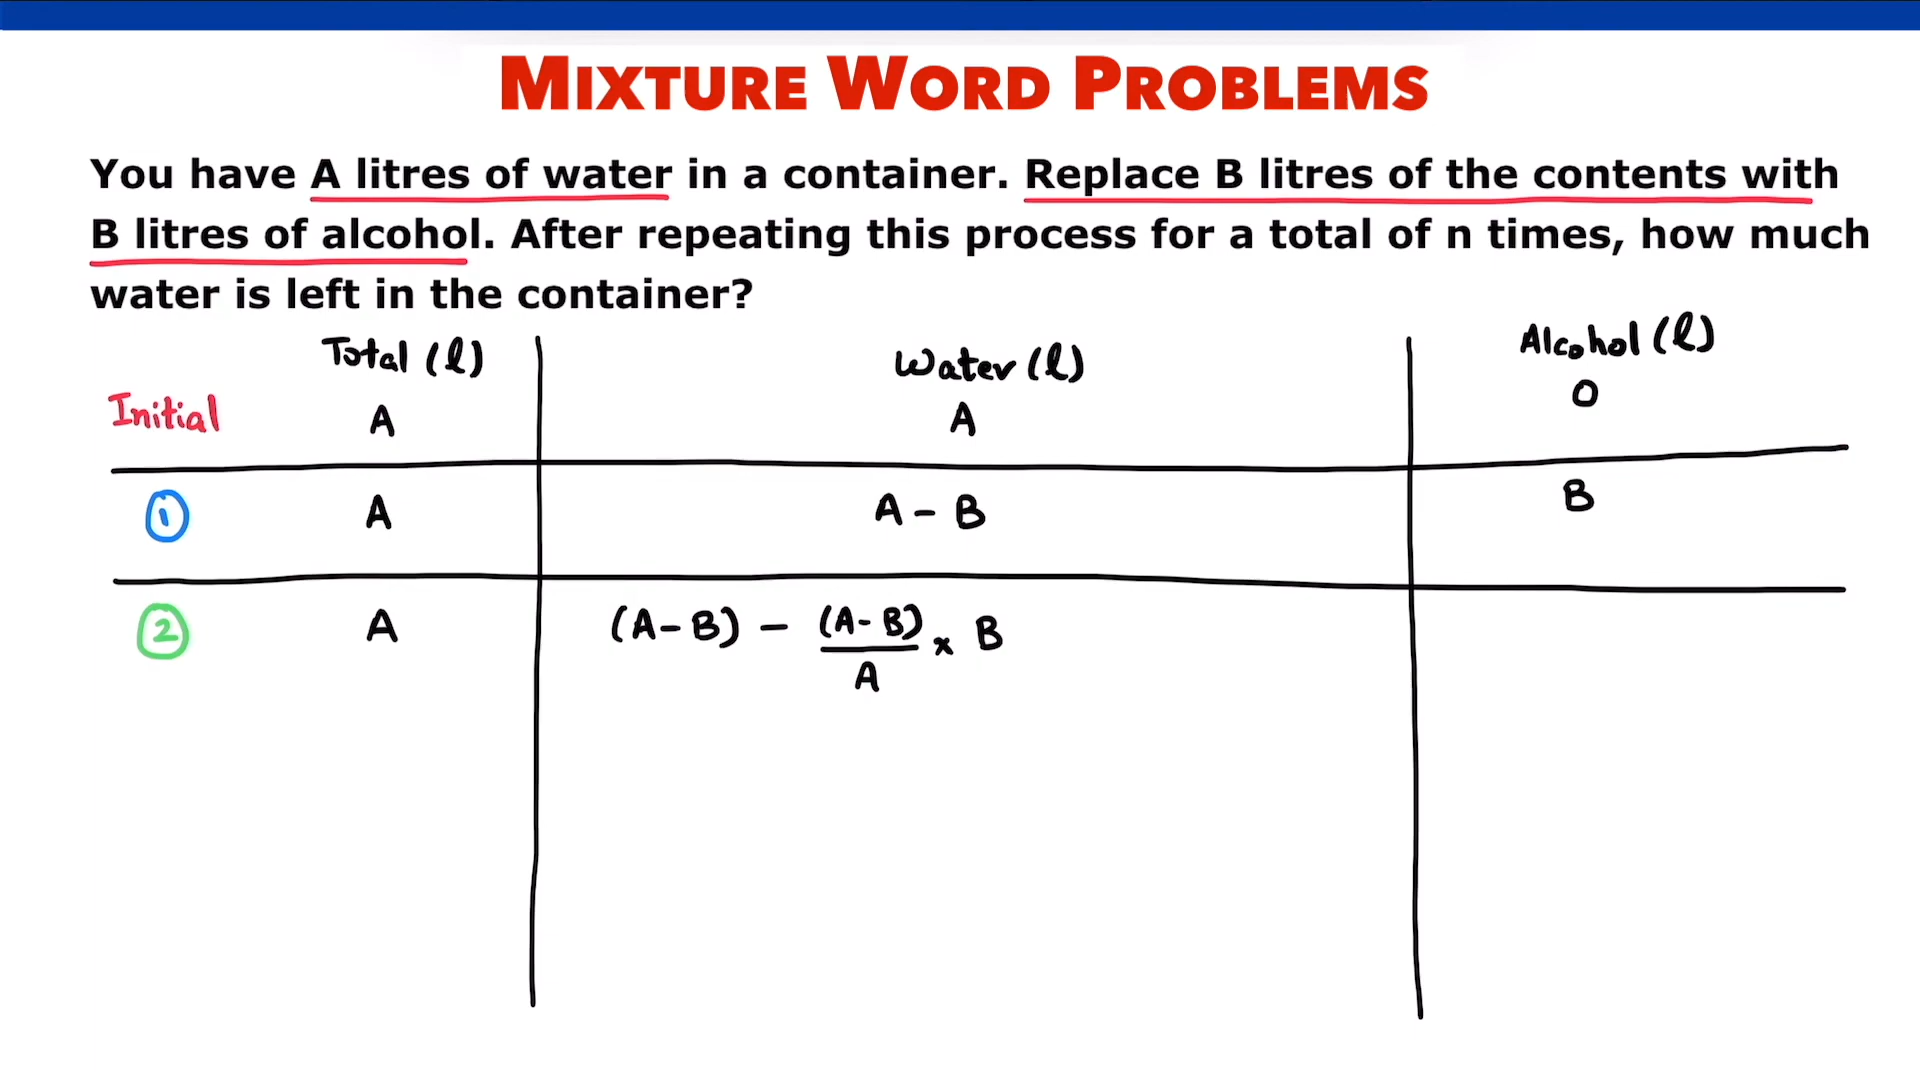 MIXTURE WORD PROBLEMS
You have A litres of water in a container. Replace B litres of the contents with
B litres of alcohol. After repeating this process for a total of n times, how much
water is left in the container?
Total (l) Water (l) Alcohol (l)
Initial A A 0
1 A A - B B
2 A (A-B) - (A-B)/A x B